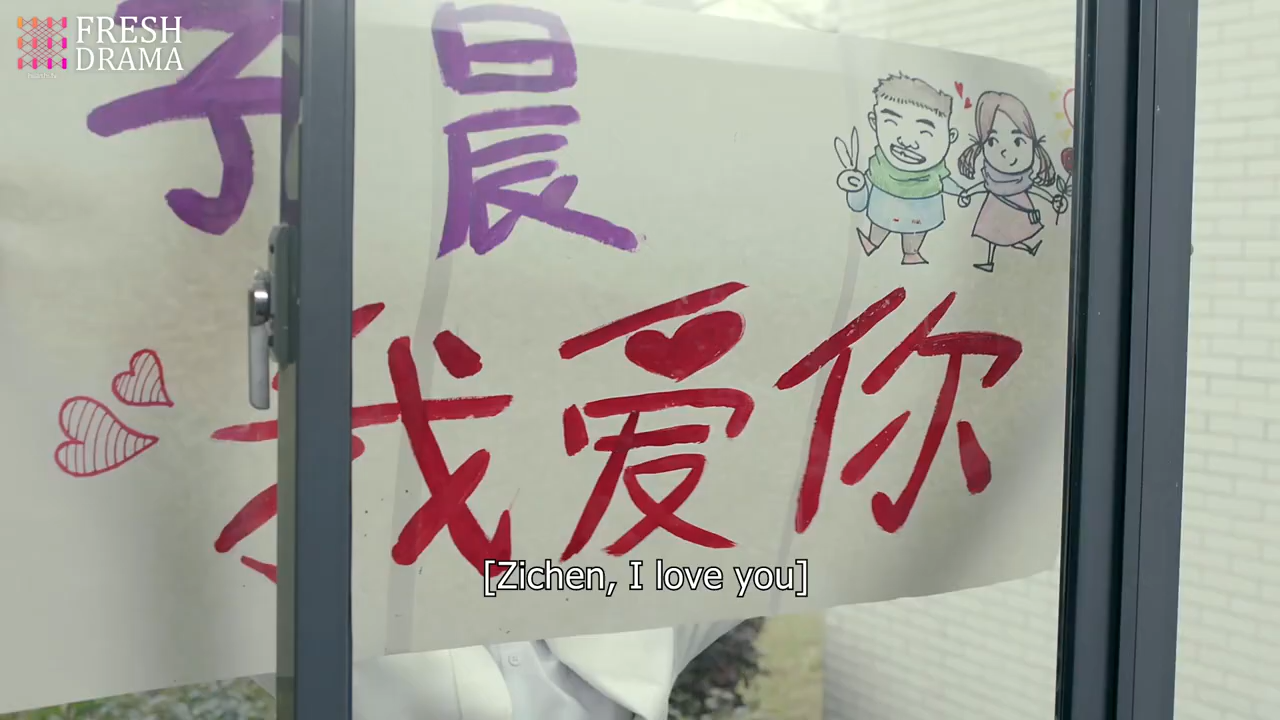 FRESH
DRAMA
子晨
我爱你
[Zichen, I love you]